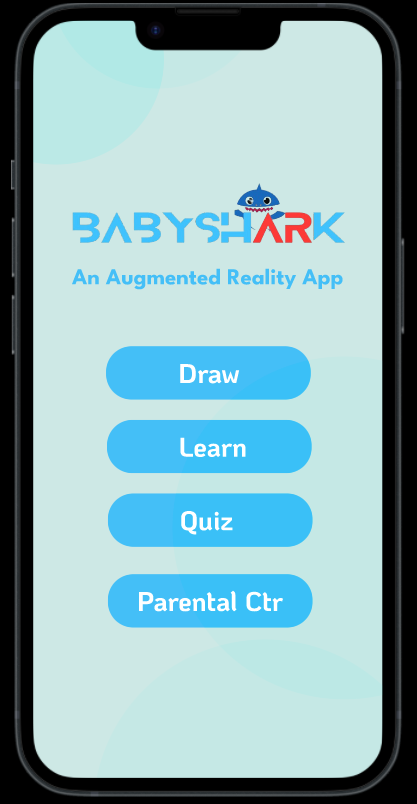 BABYSHARK
An Augmented Reality App
Draw
Learn
Quiz
Parental Ctr